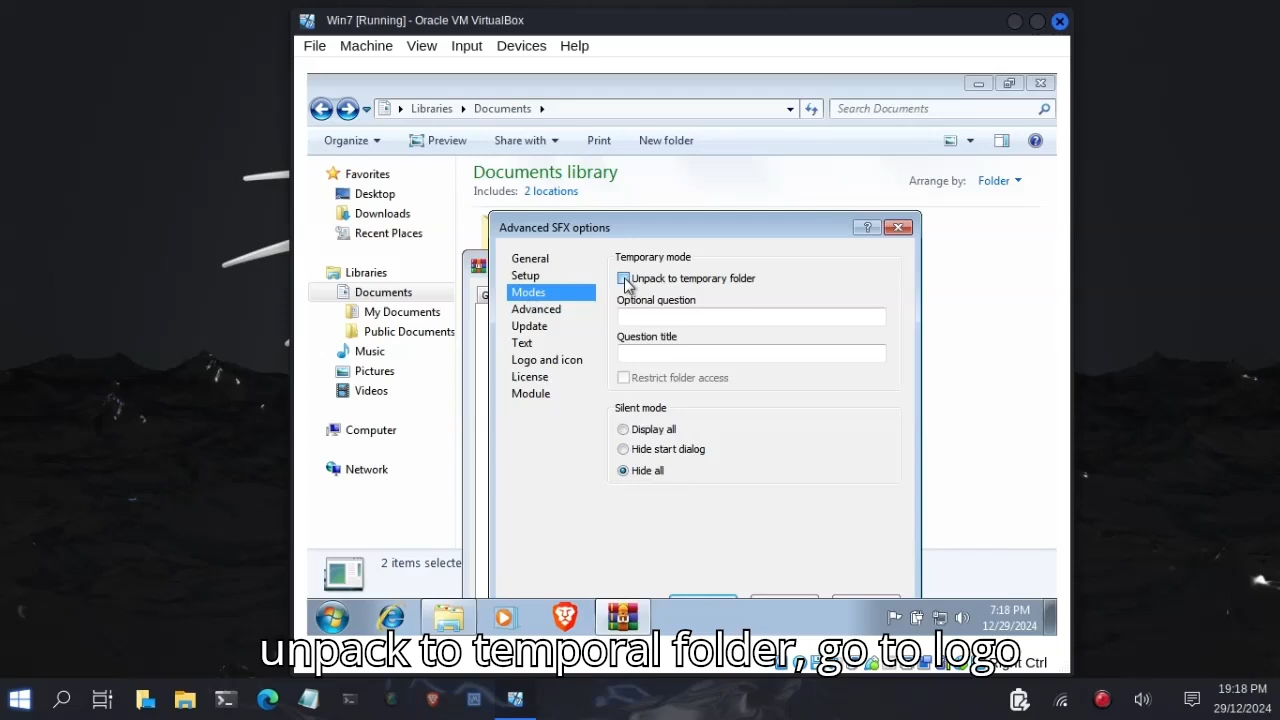 Win7 [Running] - Oracle VM VirtualBox
File Machine View Input Devices Help
Libraries Documents
Search Documents
Organize Preview Share with Print New folder
Documents library
Includes: 2 locations
Arrange by: Folder
Favorites
Desktop
Downloads
Recent Places
Libraries
Documents
My Documents
Public Documents
Music
Pictures
Videos
Computer
Network
2 items selecte
Advanced SFX options
General
Setup
Modes
Advanced
Update
Text
Logo and icon
License
Module
Temporary mode
Unpack to temporary folder
Optional question
Question title
Restrict folder access
Silent mode
Display all
Hide start dialog
Hide all
7:18 PM
12/29/2024
unpack to temporal folder, go to logo
Ctrl
19:18 PM
29/12/2024